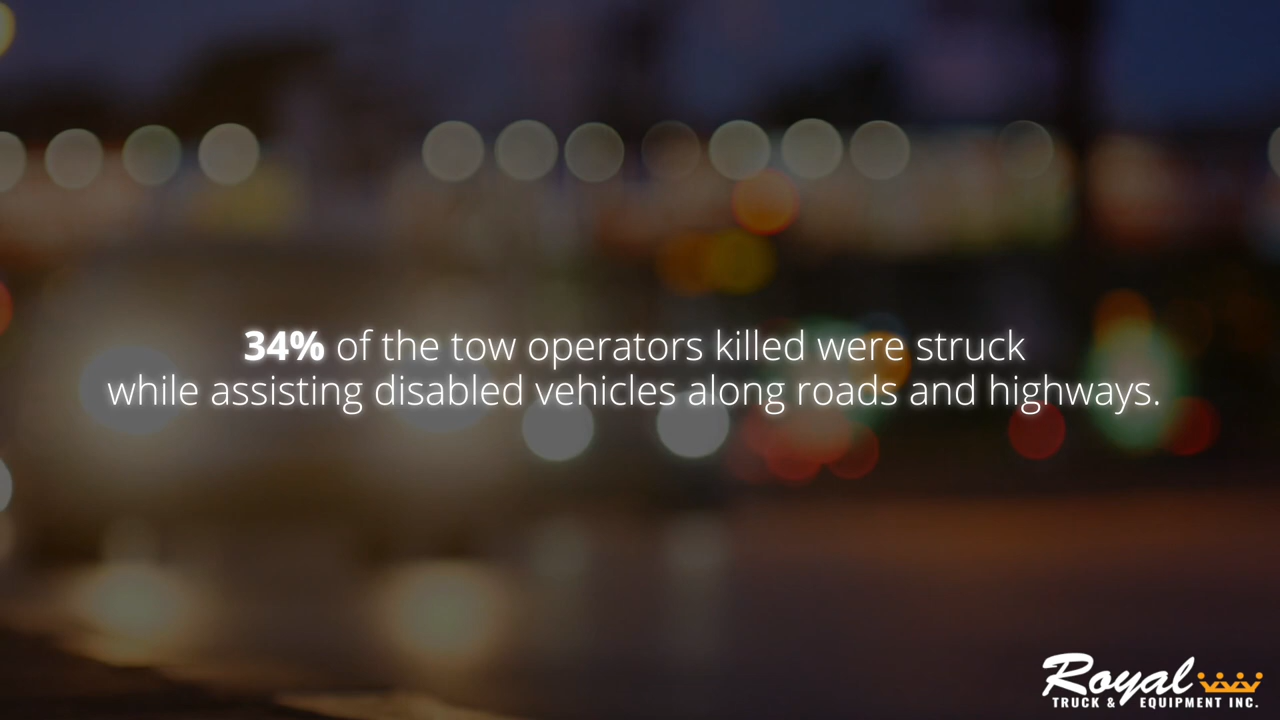 34% of the tow operators killed were struck
while assisting disabled vehicles along roads and highways.
Royal
TRUCK & EQUIPMENT INC.